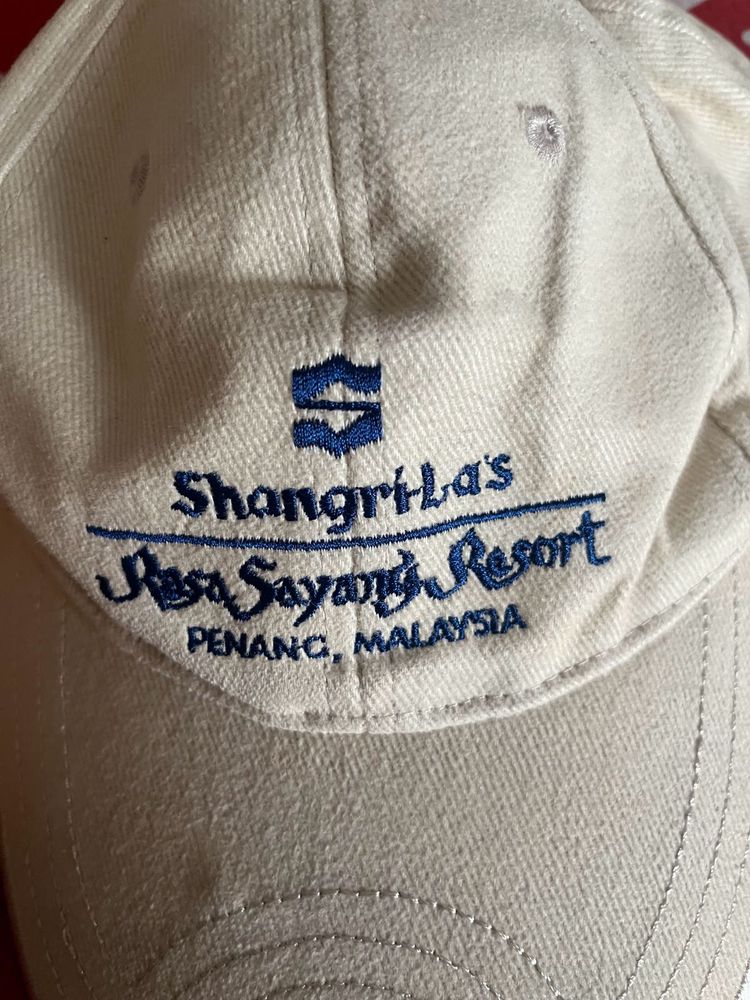 Shangri-La's
Rasa Sayang Resort
PENANG, MALAYSIA